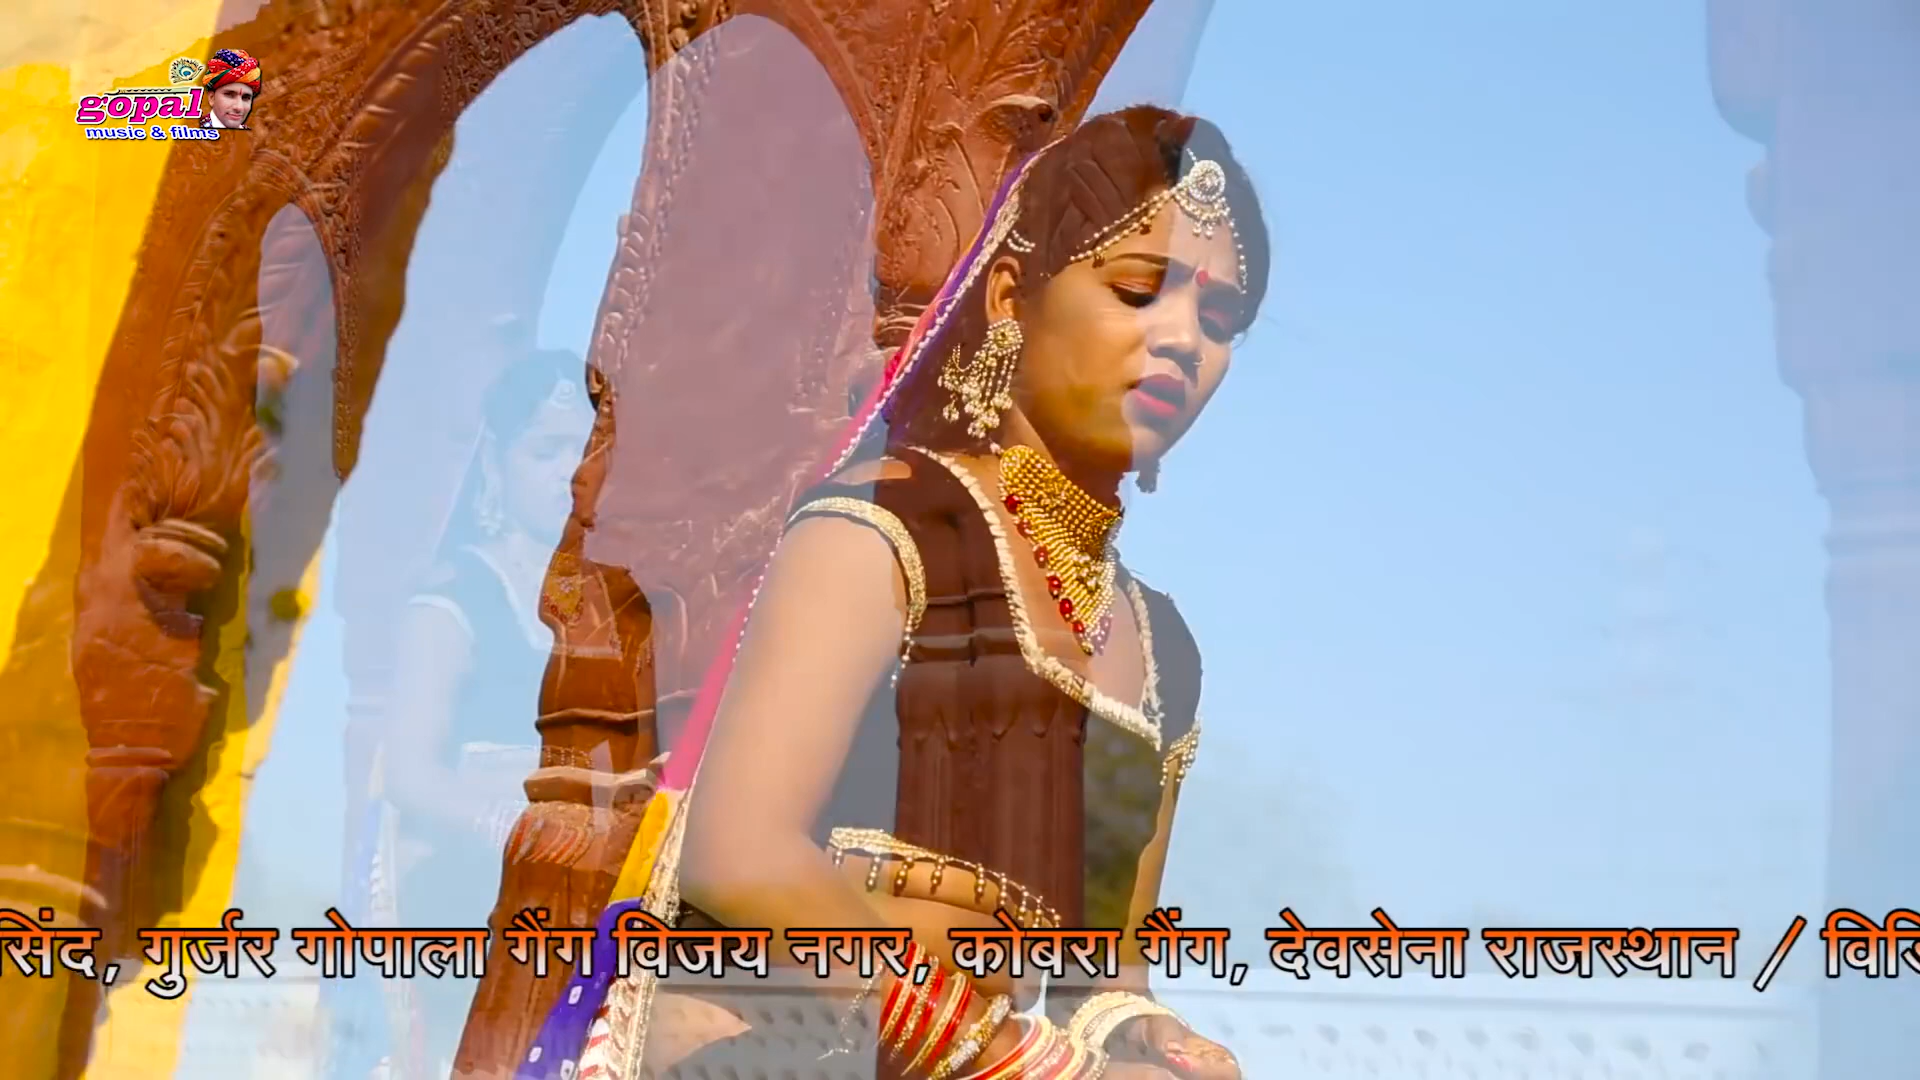 gopal
music & films
सिंद, गुर्जर गोपाला गैंग विजय नगर, कोबरा गैंग, देवसेना राजस्थान /